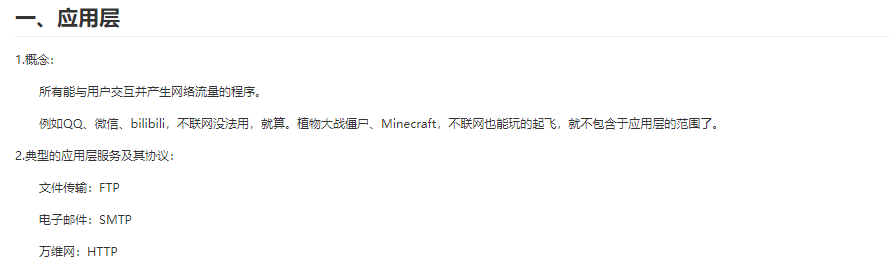 一、应用层
1.概念：
所有能与用户交互并产生网络流量的程序。
例如QQ、微信、bilibili，不联网没法用，就算。植物大战僵尸、Minecraft，不联网也能玩的起飞，就不包含于应用层的范围了。
2.典型的应用层服务及其协议：
文件传输：FTP
电子邮件：SMTP
万维网：HTTP